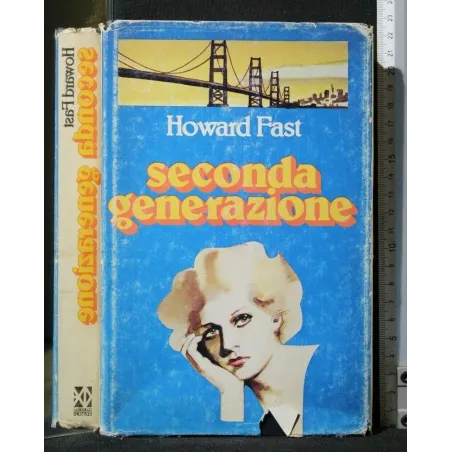 Howard Fast
seconda
generazione
Howard Fast
seconda generazione